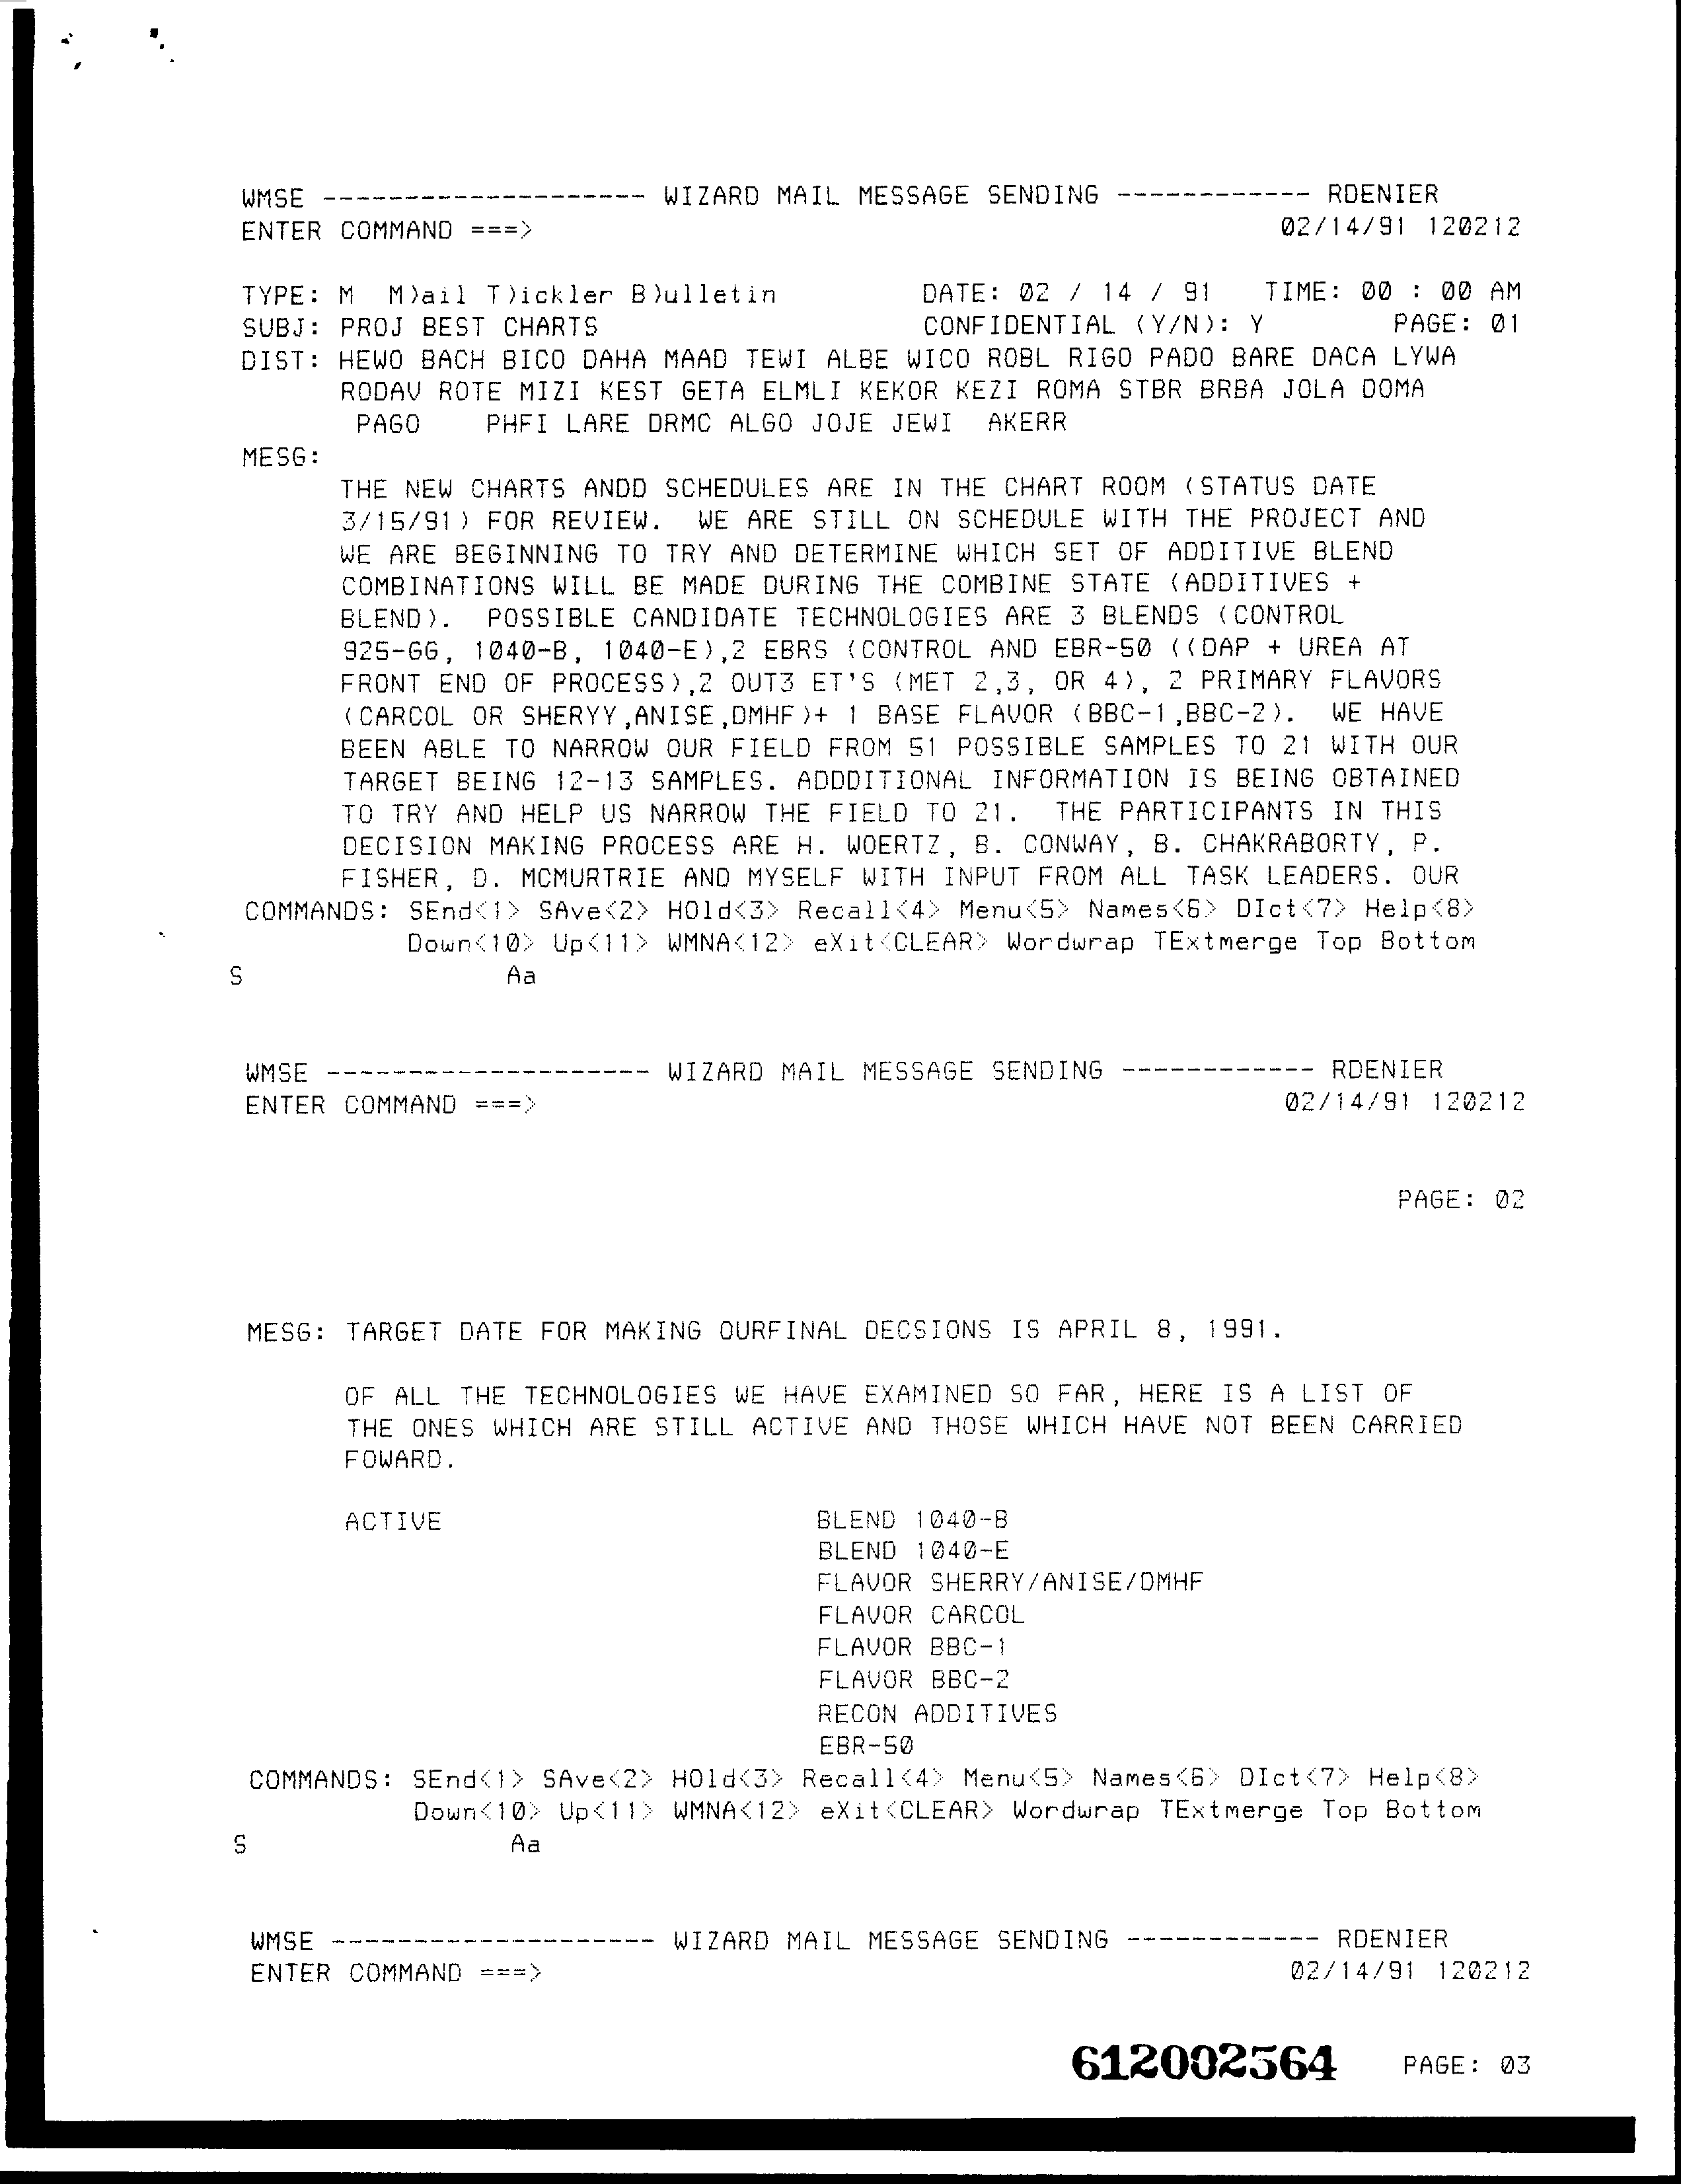 WMSE -------------------- WIZARD MAIL MESSAGE SENDING ------------ RDENIER
ENTER COMMAND ===> 02/14/91 120212
TYPE: M M)ail T)ickler B)ulletin DATE: 02 / 14 / 91 TIME: 00 : 00 AM
SUBJ: PROJ BEST CHARTS CONFIDENTIAL (Y/N): Y PAGE: 01
DIST: HEWO BACH BICO DAHA MAAD TEWI ALBE WICO ROBL RIGO PADO BARE DACA LYWA
RODAV ROTE MIZI KEST GETA ELMLI KEKOR KEZI ROMA STBR BRBA JOLA DOMA
PAGO PHFI LARE DRMC ALGO JOJE JEWI AKERR
MESG:
THE NEW CHARTS ANDD SCHEDULES ARE IN THE CHART ROOM (STATUS DATE
3/15/91) FOR REVIEW. WE ARE STILL ON SCHEDULE WITH THE PROJECT AND
WE ARE BEGINNING TO TRY AND DETERMINE WHICH SET OF ADDITIVE BLEND
COMBINATIONS WILL BE MADE DURING THE COMBINE STATE (ADDITIVES +
BLEND). POSSIBLE CANDIDATE TECHNOLOGIES ARE 3 BLENDS (CONTROL
925-GG, 1040-B, 1040-E),2 EBRS (CONTROL AND EBR-50 ((DAP + UREA AT
FRONT END OF PROCESS),2 OUT3 ET'S (MET 2,3, OR 4), 2 PRIMARY FLAVORS
(CARCOL OR SHERYY,ANISE,DMHF)+ 1 BASE FLAVOR (BBC-1,BBC-2). WE HAVE
BEEN ABLE TO NARROW OUR FIELD FROM 51 POSSIBLE SAMPLES TO 21 WITH OUR
TARGET BEING 12-13 SAMPLES. ADDDITIONAL INFORMATION IS BEING OBTAINED
TO TRY AND HELP US NARROW THE FIELD TO 21. THE PARTICIPANTS IN THIS
DECISION MAKING PROCESS ARE H. WOERTZ, B. CONWAY, B. CHAKRABORTY, P.
FISHER, D. MCMURTRIE AND MYSELF WITH INPUT FROM ALL TASK LEADERS. OUR
COMMANDS: SEnd<1> SAve<2> HOld<3> Recall<4> Menu<5> Names<6> DIct<7> Help<8>
Down<10> Up<11> WMNA<12> eXit<CLEAR> Wordwrap TExtmerge Top Bottom
S Aa
WMSE -------------------- WIZARD MAIL MESSAGE SENDING ------------ RDENIER
ENTER COMMAND ===> 02/14/91 120212
PAGE: 02
MESG: TARGET DATE FOR MAKING OURFINAL DECSIONS IS APRIL 8, 1991.
OF ALL THE TECHNOLOGIES WE HAVE EXAMINED SO FAR, HERE IS A LIST OF
THE ONES WHICH ARE STILL ACTIVE AND THOSE WHICH HAVE NOT BEEN CARRIED
FOWARD.
ACTIVE BLEND 1040-B
BLEND 1040-E
FLAVOR SHERRY/ANISE/DMHF
FLAVOR CARCOL
FLAVOR BBC-1
FLAVOR BBC-2
RECON ADDITIVES
EBR-50
COMMANDS: SEnd<1> SAve<2> HOld<3> Recall<4> Menu<5> Names<6> DIct<7> Help<8>
Down<10> Up<11> WMNA<12> eXit<CLEAR> Wordwrap TExtmerge Top Bottom
S Aa
WMSE -------------------- WIZARD MAIL MESSAGE SENDING ------------ RDENIER
ENTER COMMAND ===> 02/14/91 120212
612002564 PAGE: 03